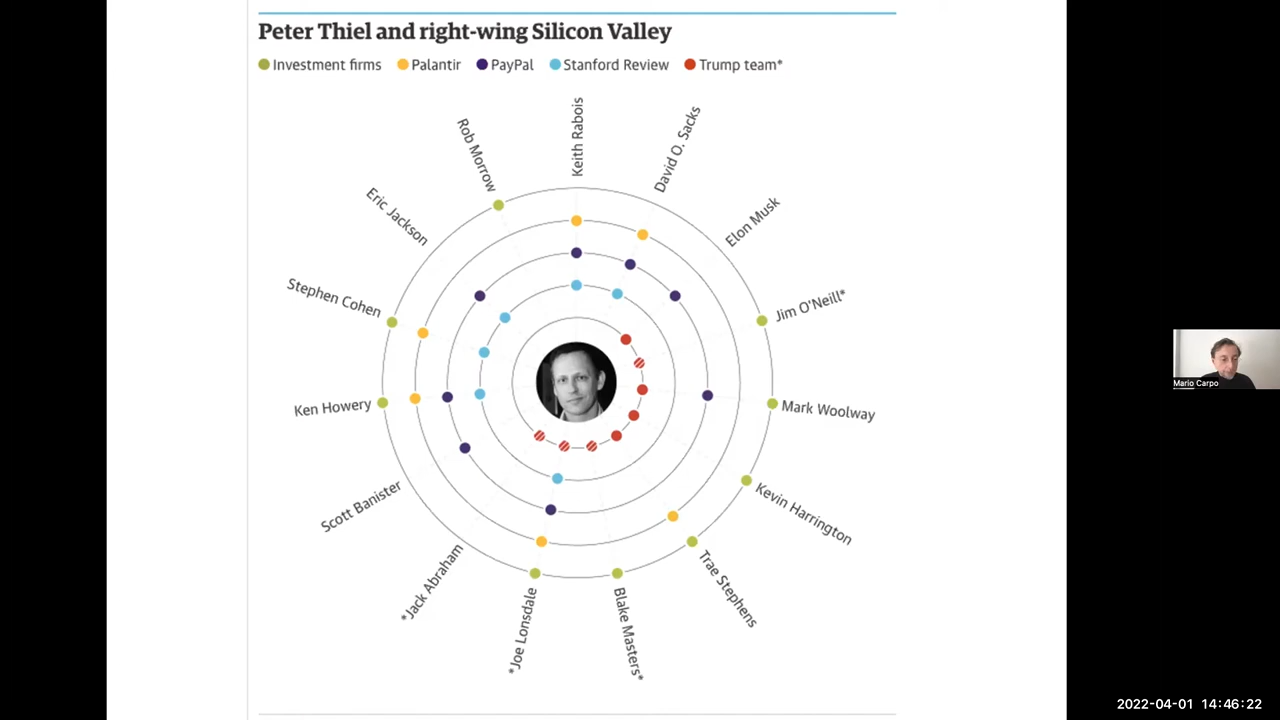 Peter Thiel and right-wing Silicon Valley
Investment firms Palantir PayPal Stanford Review Trump team*
Keith Rabois
David O. Sacks
Elon Musk
Jim O'Neill*
Mark Woolway
Kevin Harrington
Trae Stephens
Blake Masters*
*Joe Lonsdale
*Jack Abraham
Scott Banister
Ken Howery
Stephen Cohen
Eric Jackson
Rob Morrow
Mario Carpo
2022-04-01 14:46:22